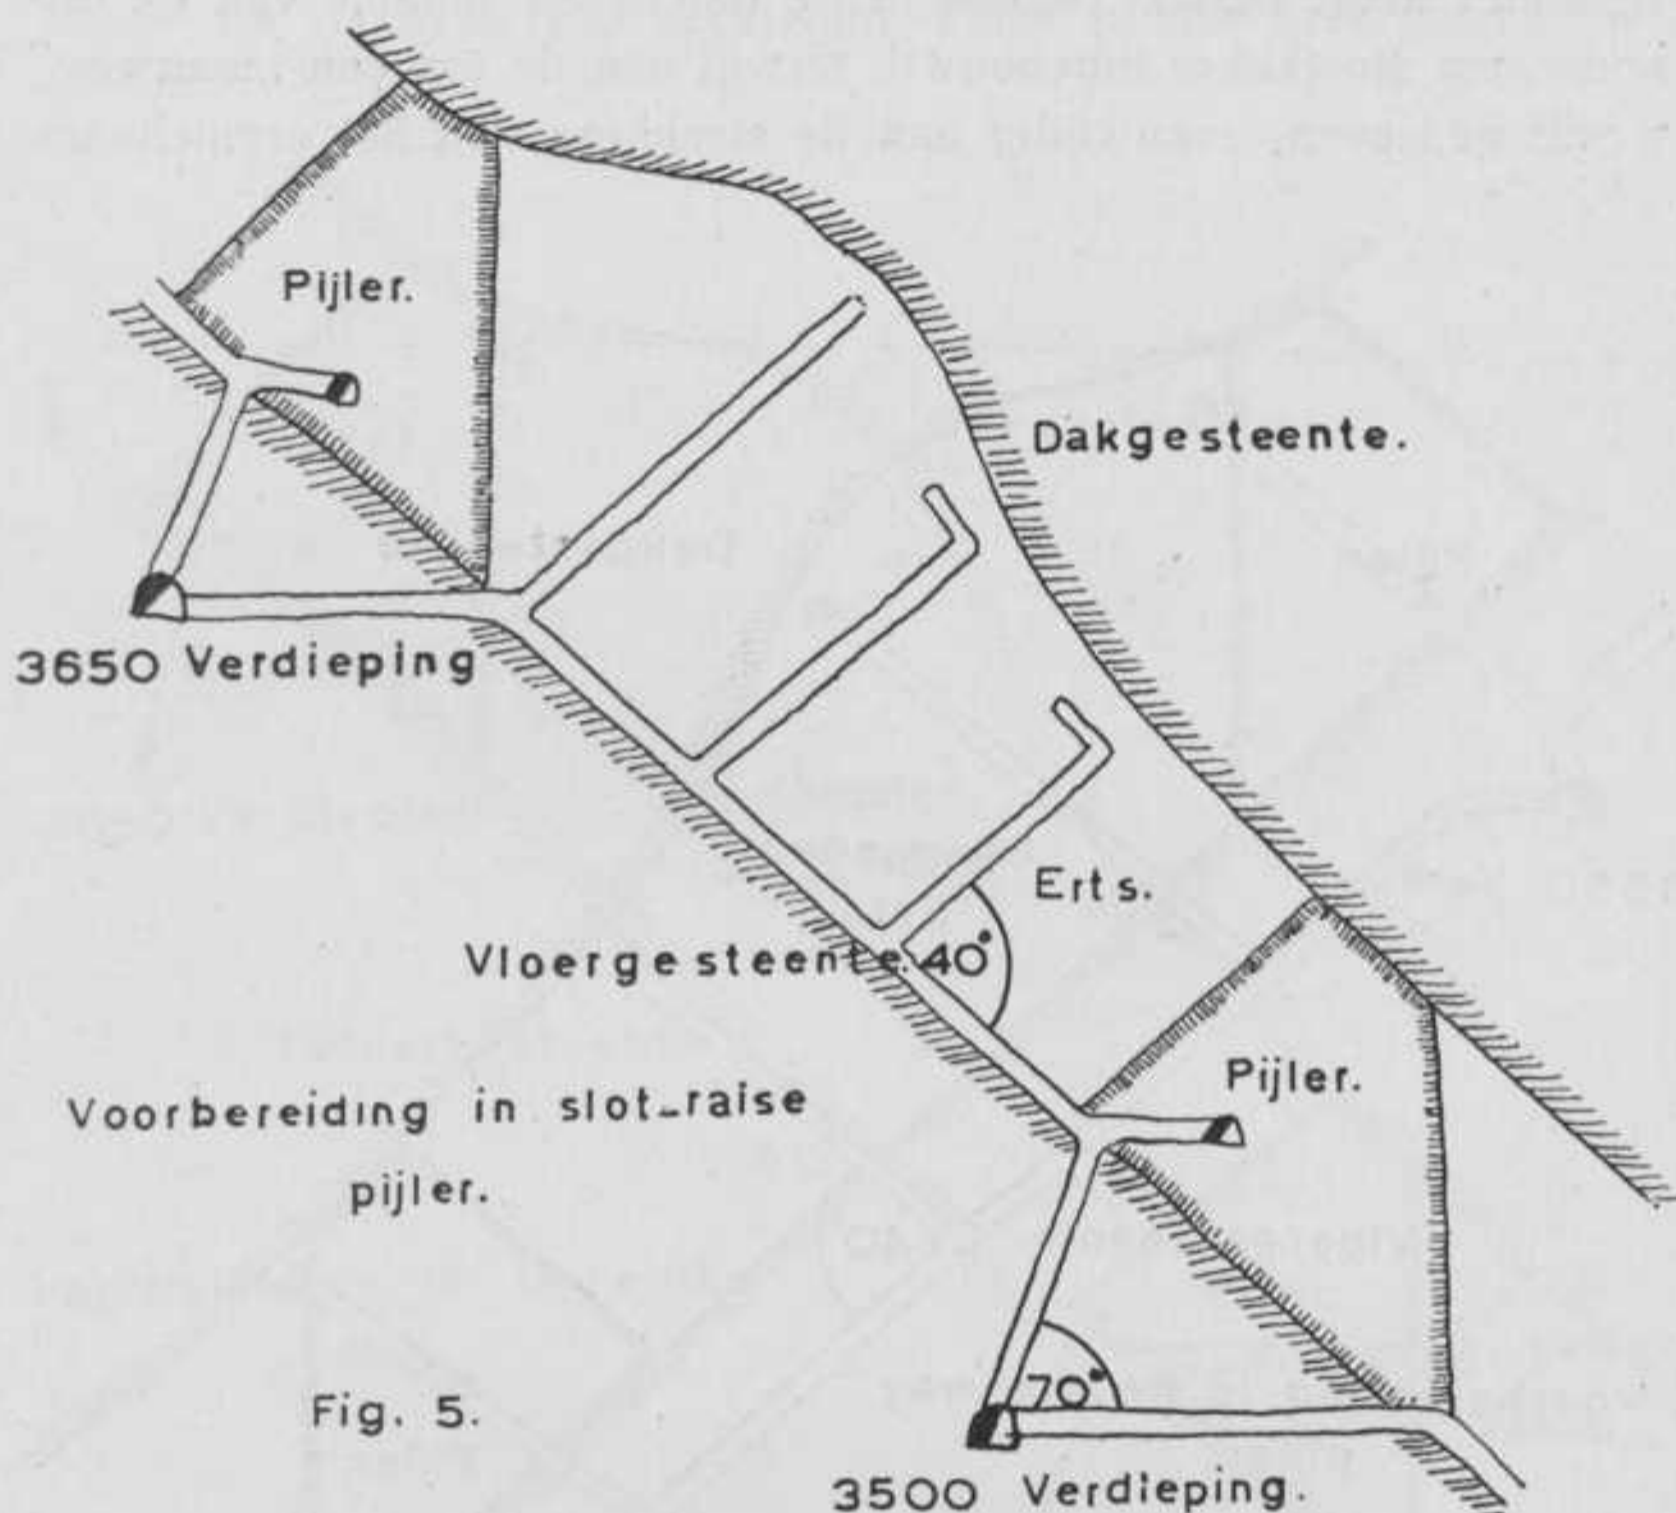 Pijler.
Dakgesteente.
3650 Verdieping
Erts.
Vloergesteente.
40°
Pijler.
Voorbereiding in slot-raise
pijler.
70°
Fig. 5.
3500 Verdieping.